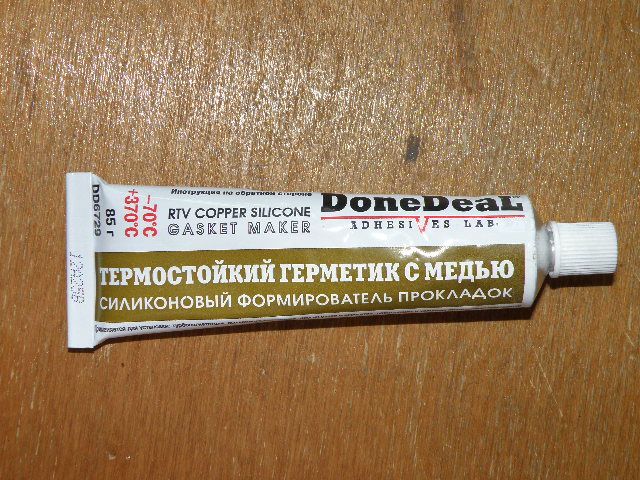 Инструкция на обратной стороне
DoneDeaL
ADHESIVES LAB.
RTV COPPER SILICONE
GASKET MAKER
−70°C
+370°C
85 г
DD6729
ТЕРМОСТОЙКИЙ ГЕРМЕТИК С МЕДЬЮ
СИЛИКОНОВЫЙ ФОРМИРОВАТЕЛЬ ПРОКЛАДОК